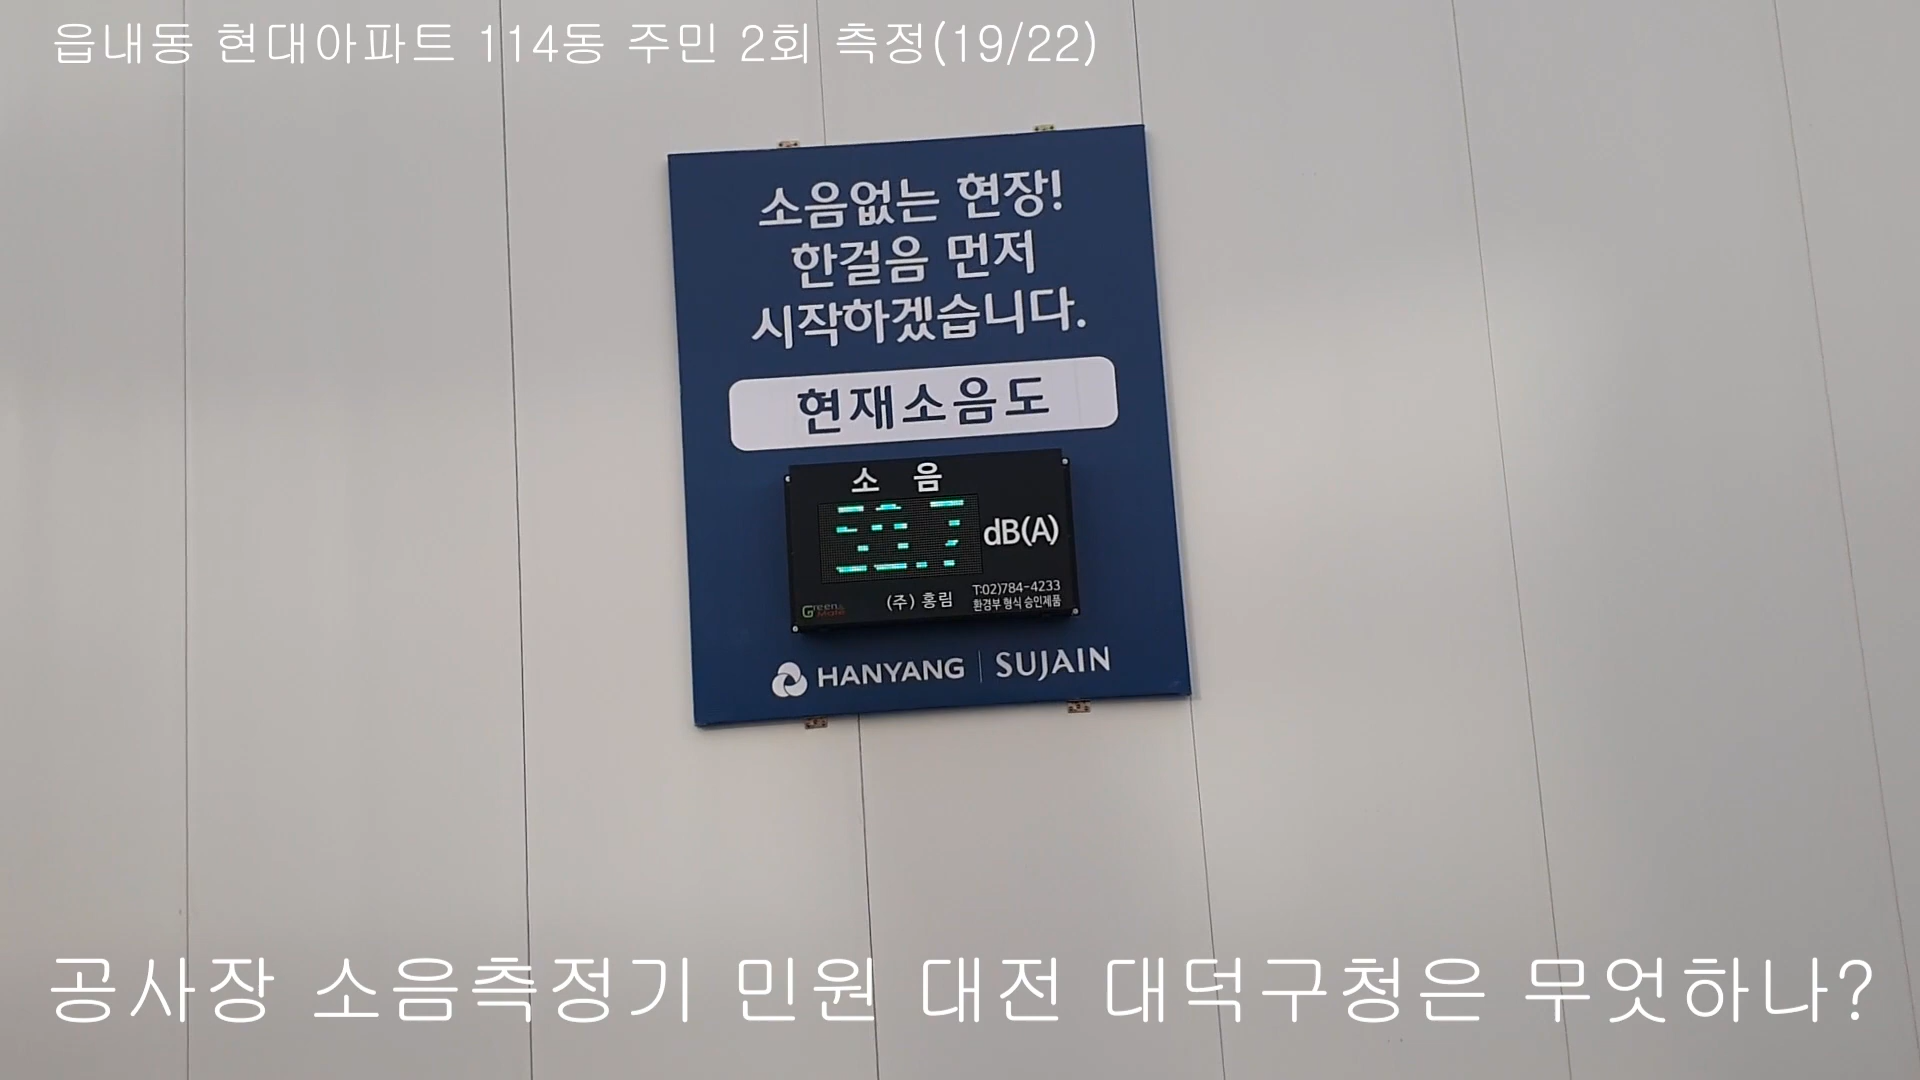 읍내동 현대아파트 114동 주민 2회 측정(19/22)
소음없는 현장!
한걸음 먼저
시작하겠습니다.
현재소음도
소 음
dB(A)
T:02)784-4233
Green& Mate (주) 홍림 환경부 형식 승인제품
HANYANG | SUJAIN
공사장 소음측정기 민원 대전 대덕구청은 무엇하나?